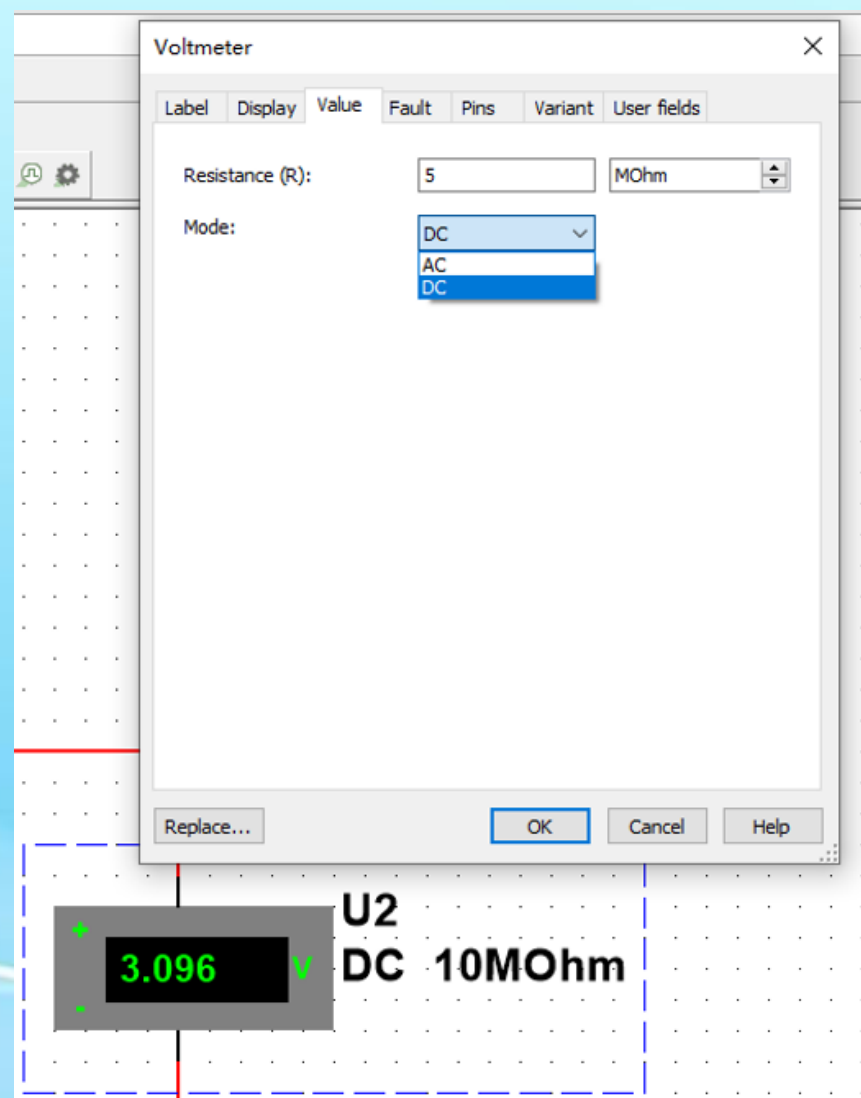 Voltmeter
Label Display Value Fault Pins Variant User fields
Resistance (R): 5 MOhm
Mode: DC
AC
DC
Replace... OK Cancel Help
U2
3.096 V DC 10MOhm